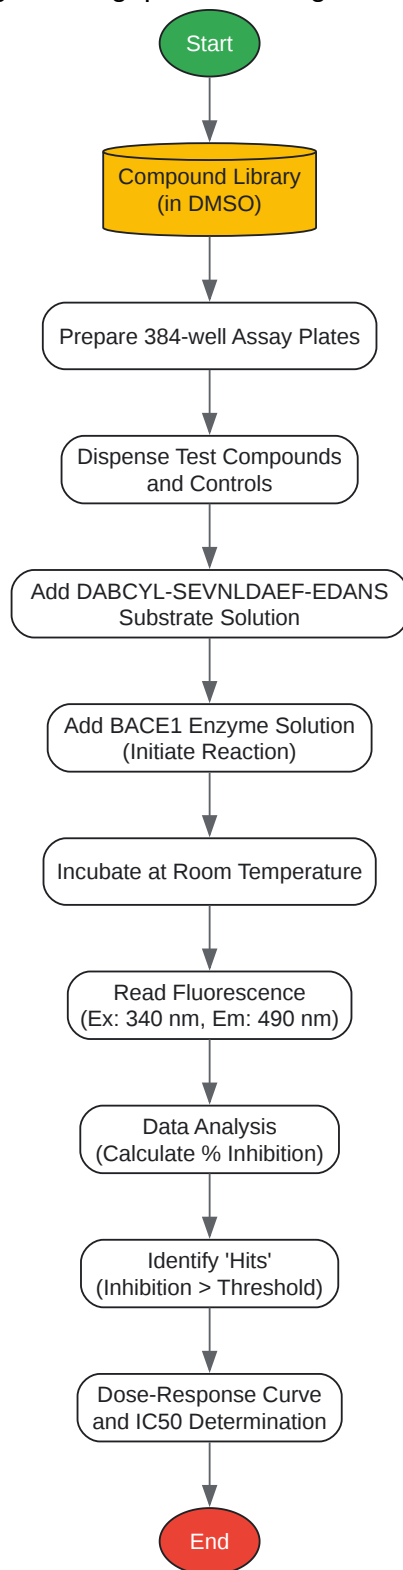 Start
Compound Library
(in DMSO)
Prepare 384-well Assay Plates
Dispense Test Compounds
and Controls
Add DABCYL-SEVNLDAEF-EDANS
Substrate Solution
Add BACE1 Enzyme Solution
(Initiate Reaction)
Incubate at Room Temperature
Read Fluorescence
(Ex: 340 nm, Em: 490 nm)
Data Analysis
(Calculate % Inhibition)
Identify 'Hits'
(Inhibition > Threshold)
Dose-Response Curve
and IC50 Determination
End